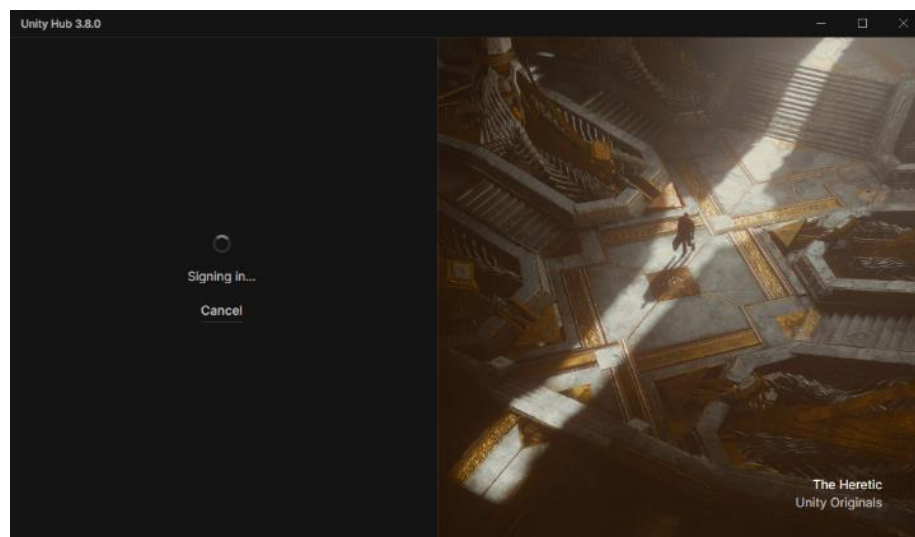 Unity Hub 3.8.0
Signing in...
Cancel
The Heretic
Unity Originals